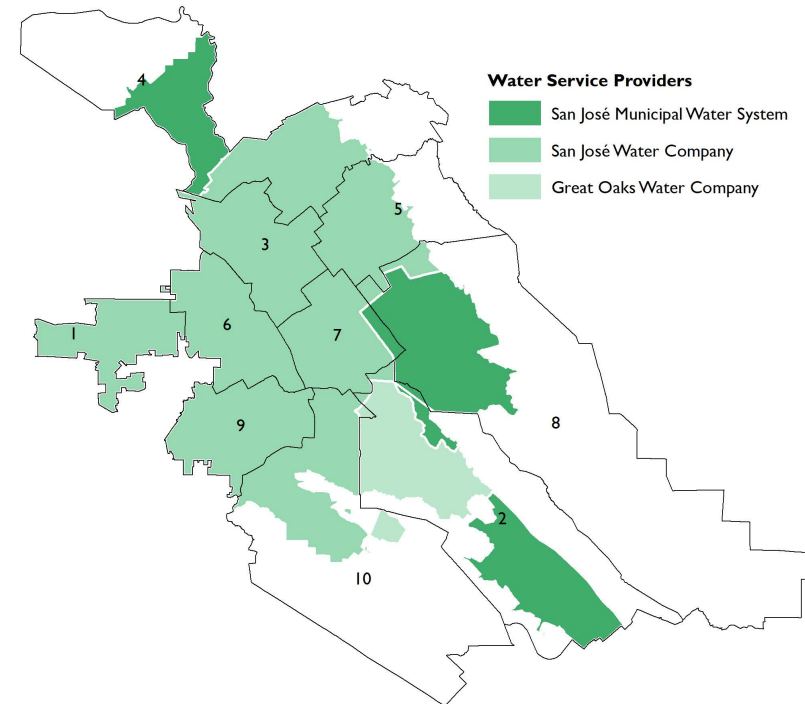 Water Service Providers
San José Municipal Water System
San José Water Company
Great Oaks Water Company
4
5
3
6
7
1
9
8
2
10